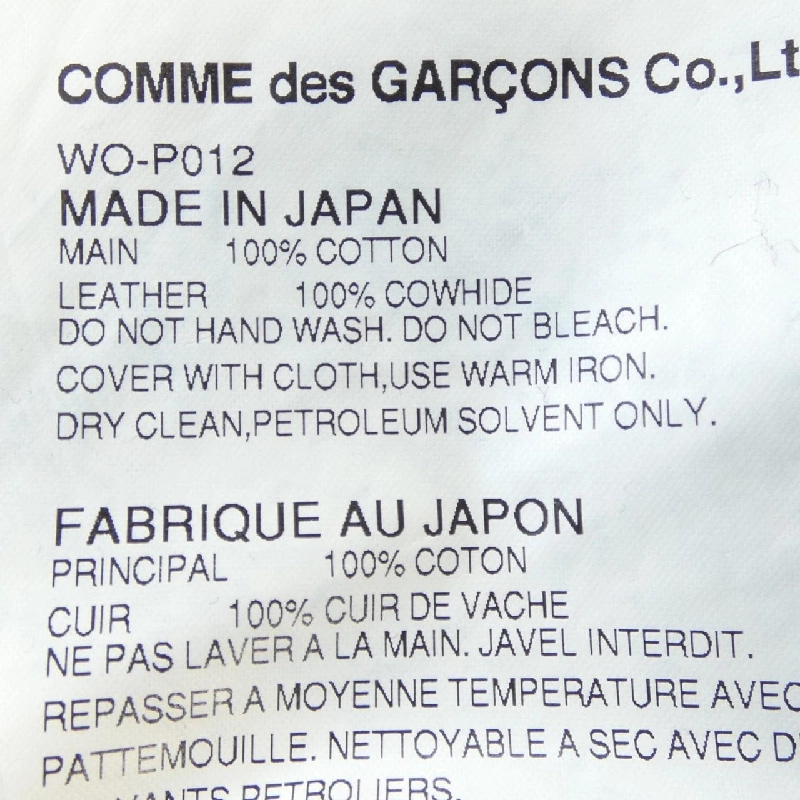 COMME des GARÇONS Co.,Lt
WO-P012
MADE IN JAPAN
MAIN 100% COTTON
LEATHER 100% COWHIDE
DO NOT HAND WASH. DO NOT BLEACH.
COVER WITH CLOTH,USE WARM IRON.
DRY CLEAN,PETROLEUM SOLVENT ONLY.
FABRIQUE AU JAPON
PRINCIPAL 100% COTON
CUIR 100% CUIR DE VACHE
NE PAS LAVER A LA MAIN. JAVEL INTERDIT.
REPASSER A MOYENNE TEMPERATURE AVEC
PATTEMOUILLE. NETTOYABLE A SEC AVEC D
VANTS PETROLIERS.